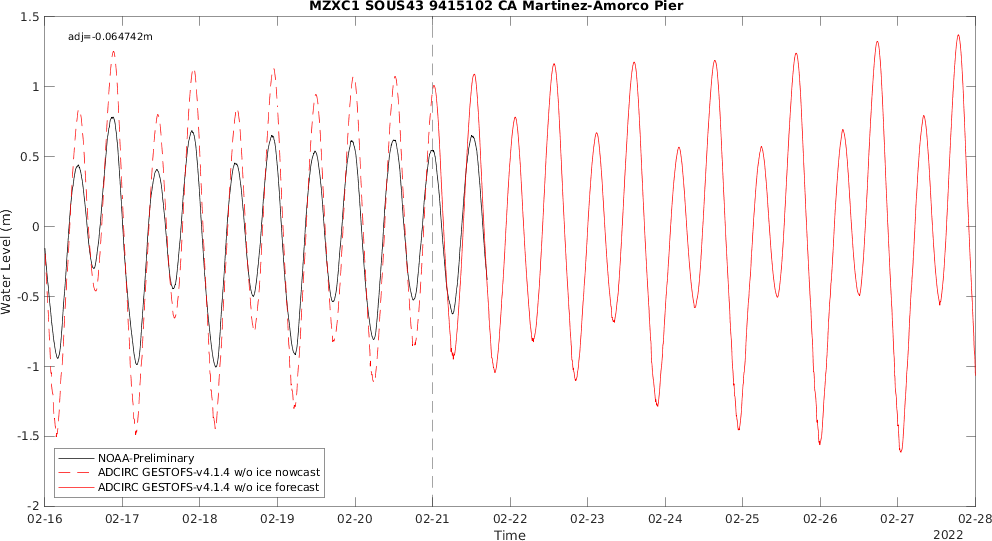 MZXC1 SOUS43 9415102 CA Martinez-Amorco Pier
adj=-0.064742m
1.5
1
0.5
0
-0.5
-1
-1.5
-2
Water Level (m)
NOAA-Preliminary
ADCIRC GESTOFS-v4.1.4 w/o ice nowcast
ADCIRC GESTOFS-v4.1.4 w/o ice forecast
02-16 02-17 02-18 02-19 02-20 02-21 02-22 02-23 02-24 02-25 02-26 02-27 02-28
Time
2022